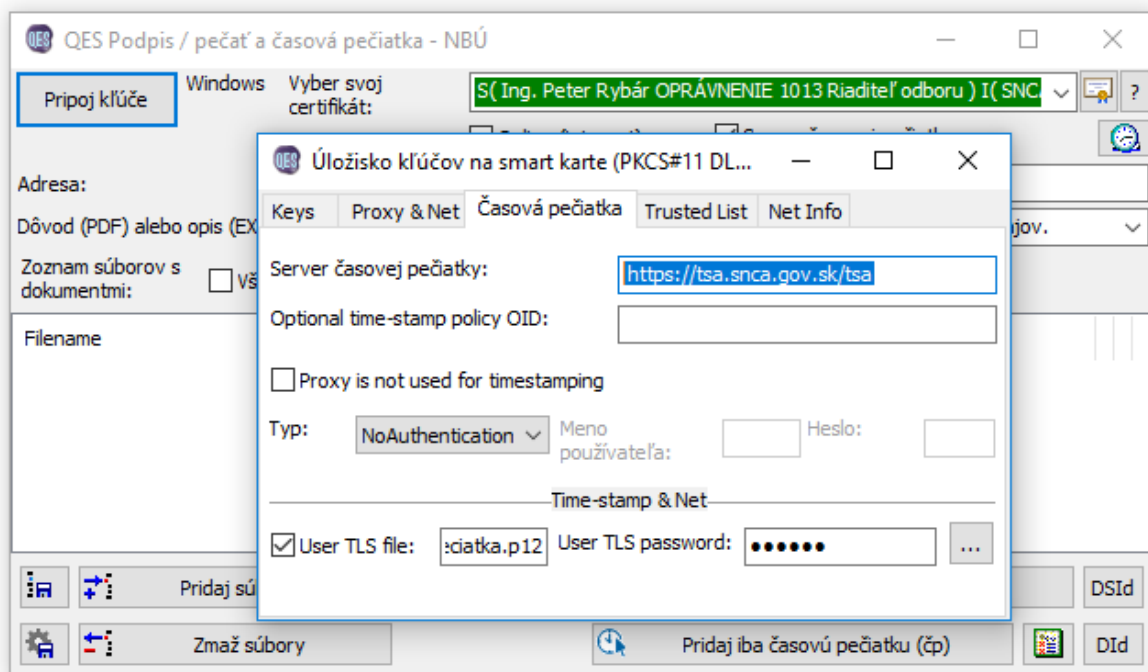 QES Podpis / pečať a časová pečiatka - NBÚ
Pripoj kľúče
Windows
Vyber svoj
certifikát:
S( Ing. Peter Rybár OPRÁVNENIE 1013 Riaditeľ odboru ) I( SNCA
?
Úložisko kľúčov na smart karte (PKCS#11 DL...
Adresa:
Keys
Proxy & Net
Časová pečiatka
Trusted List
Net Info
Dôvod (PDF) alebo opis (EX
jov.
Zoznam súborov s
dokumentmi:
Vš
Server časovej pečiatky:
https://tsa.snca.gov.sk/tsa
Optional time-stamp policy OID:
Filename
Proxy is not used for timestamping
Typ:
NoAuthentication
Meno
používateľa:
Heslo:
Time-stamp & Net
User TLS file:
eciatka.p12
User TLS password:
●●●●●●
...
Pridaj sú
DSId
Zmaž súbory
Pridaj iba časovú pečiatku (čp)
DId